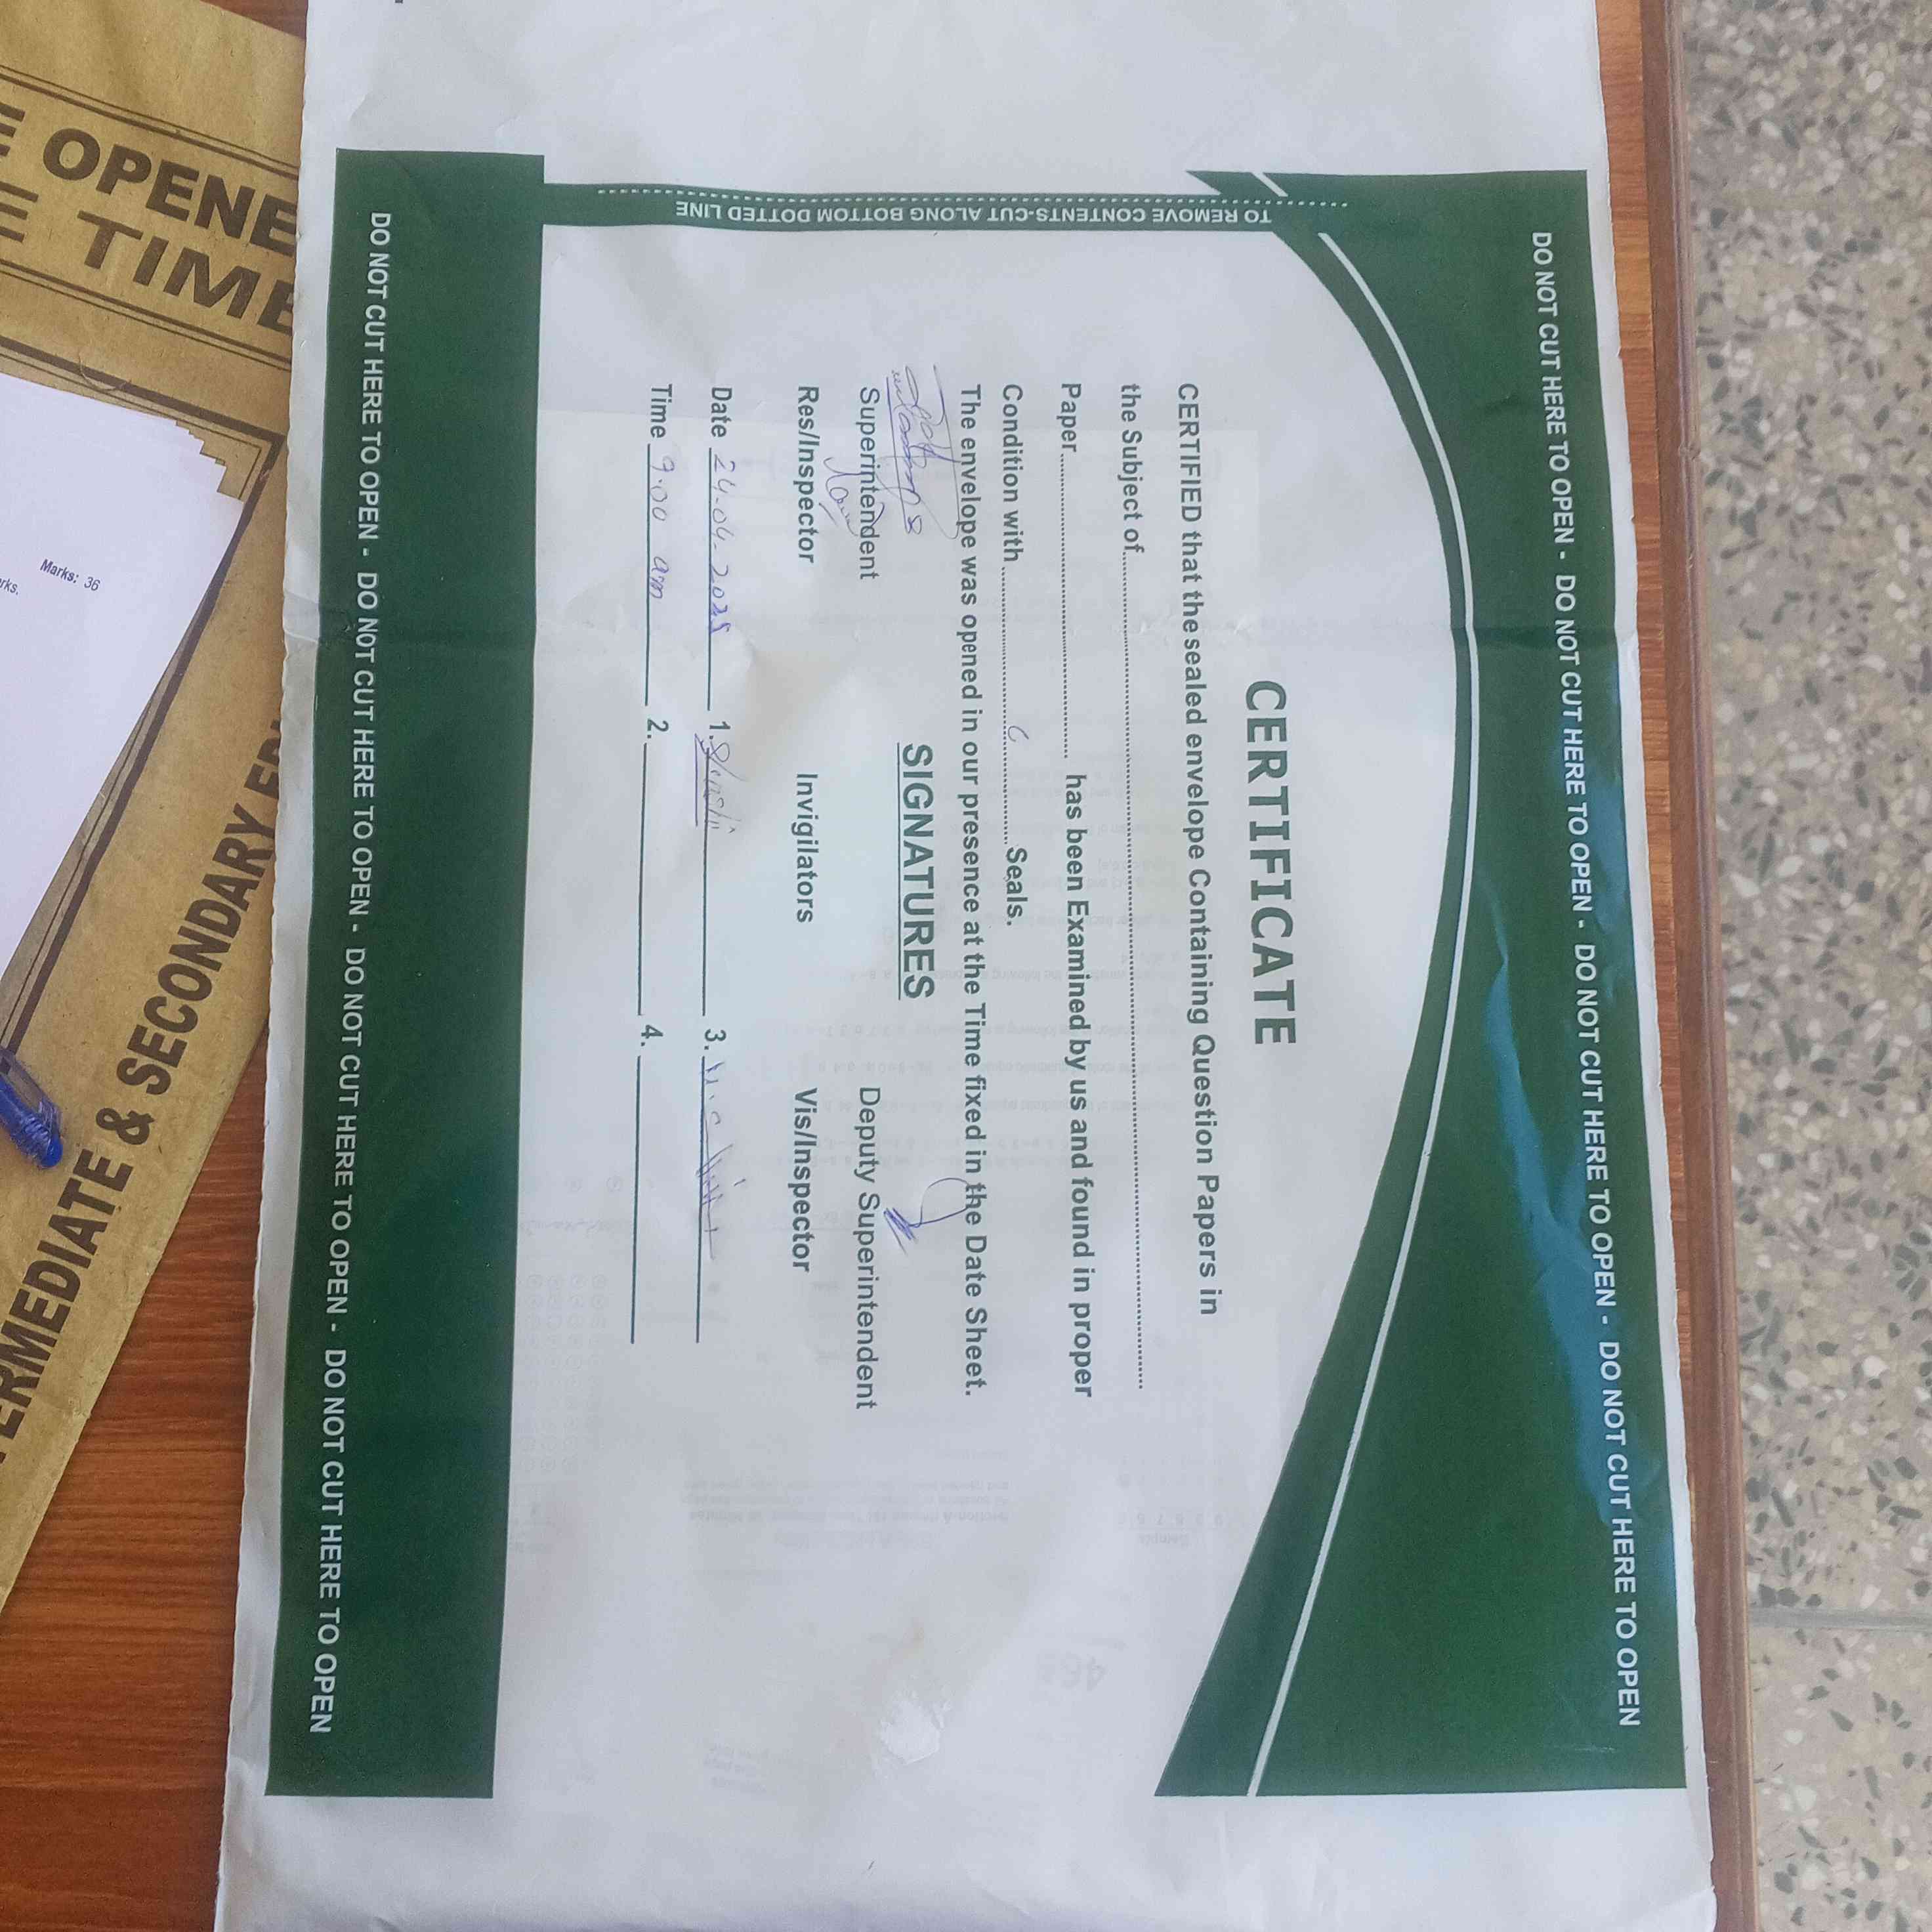 DO NOT CUT HERE TO OPEN - DO NOT CUT HERE TO OPEN - DO NOT CUT HERE TO OPEN - DO NOT CUT HERE TO OPEN
TO REMOVE CONTENTS-CUT ALONG BOTTOM DOTTED LINE
CERTIFICATE
CERTIFIED that the sealed envelope Containing Question Papers in
the Subject of
Paper has been Examined by us and found in proper
Condition with Seals.
The envelope was opened in our presence at the Time fixed in the Date Sheet.
SIGNATURES
Superintendent Deputy Superintendent
Res/Inspector Invigilators Vis/Inspector
Date 24-04-2025 1. 3.
Time 9:00 am 2. 4.
DO NOT CUT HERE TO OPEN - DO NOT CUT HERE TO OPEN - DO NOT CUT HERE TO OPEN - DO NOT CUT HERE TO OPEN
OPENE
TIME
Marks: 36
& SECONDARY